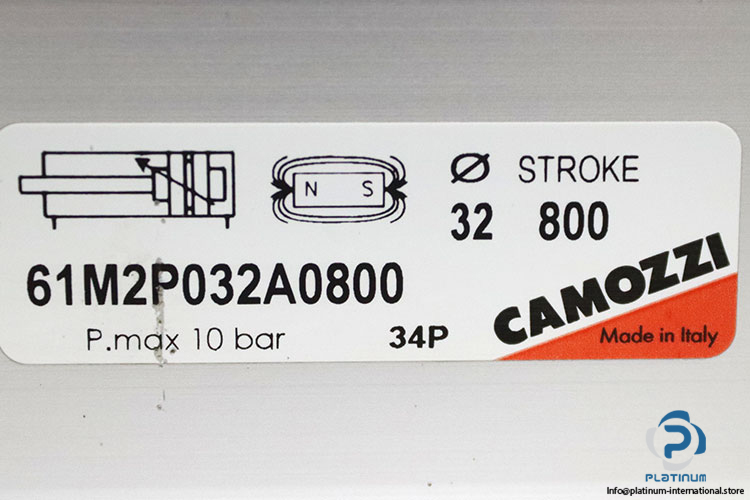 N S
Ø STROKE
32 800
61M2P032A0800
P.max 10 bar
34P
CAMOZZI
Made in Italy
PLATINUM
Info@platinum-international.store